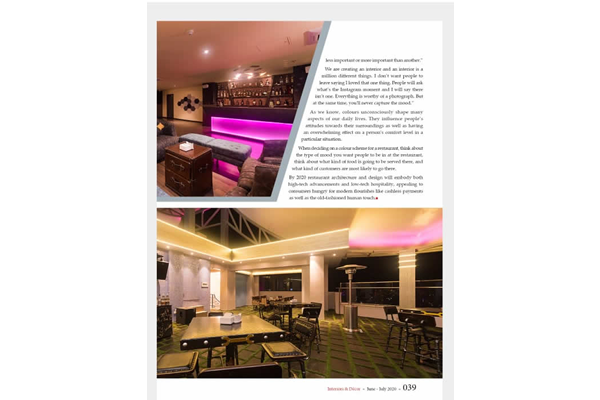 less important or more important than another."
We are creating an interior and an interior is a
million different things. I don't want people to
leave saying I loved that one thing. People will ask
what's the Instagram moment and I will say there
isn't one. Everything is worthy of a photograph. But
at the same time, you'll never capture the mood."
As we know, colours unconsciously shape many
aspects of our daily lives. They influence people's
attitudes towards their surroundings as well as having
an overwhelming effect on a person's comfort level in a
particular situation.
When deciding on a colour scheme for a restaurant, think about
the type of mood you want people to be in at the restaurant,
think about what kind of food is going to be served there, and
what kind of customers are most likely to go there.
By 2020 restaurant architecture and design will embody both
high-tech advancements and low-tech hospitality, appealing to
consumers hungry for modern flourishes like cashless payments
as well as the old-fashioned human touch.
Interiors & Décor • June - July 2020 • 039